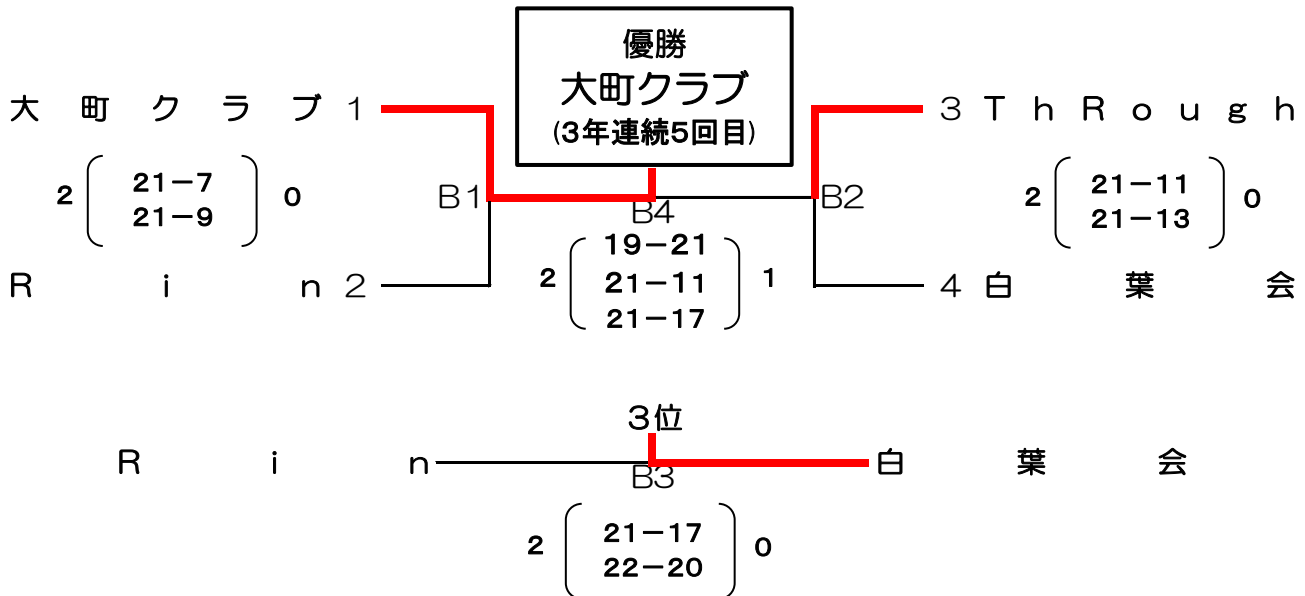 優勝
大町クラブ
(3年連続5回目)
大町クラブ 1
3 ThRough
2 21-7 0
21-9
B1
B4
B2
2 21-11 0
21-13
Rin 2
2 19-21 1
21-11
21-17
4 白葉会
3位
Rin
B3
白葉会
2 21-17 0
22-20